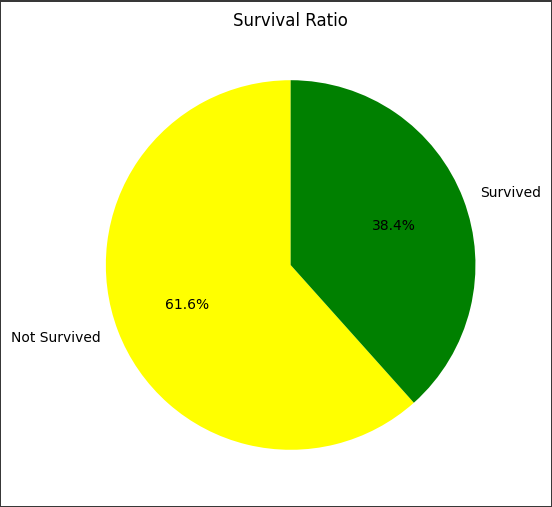 Survival Ratio
Survived
38.4%
61.6%
Not Survived